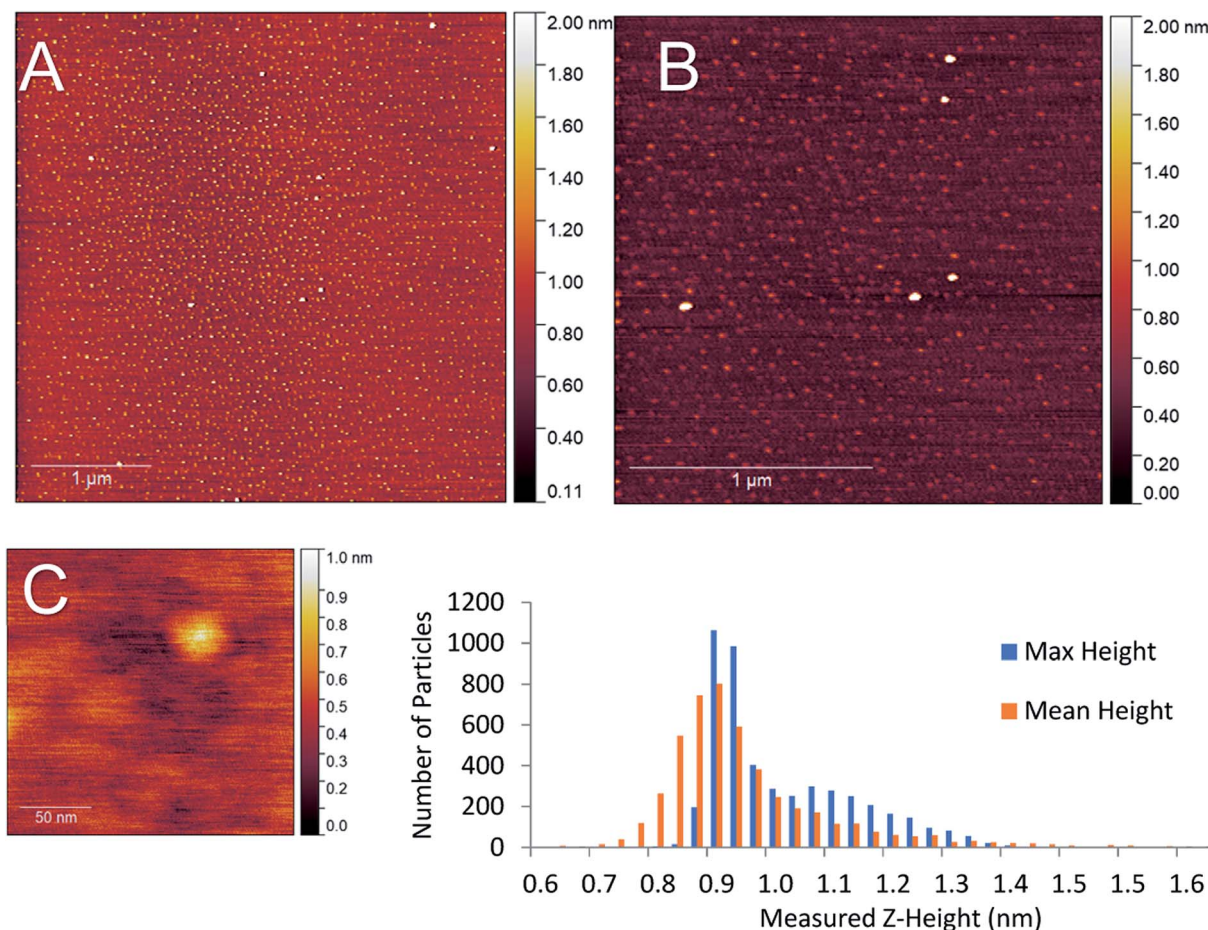 A
2.00 nm
1.80
1.60
1.40
1.20
1.00
0.80
0.60
0.40
0.11
1 µm
B
2.00 nm
1.80
1.60
1.40
1.20
1.00
0.80
0.60
0.40
0.20
0.00
1 µm
C
1.0 nm
0.9
0.8
0.7
0.6
0.5
0.4
0.3
0.2
0.0
50 nm
Number of Particles
1200
1000
800
600
400
200
0
Max Height
Mean Height
0.6 0.7 0.8 0.9 1.0 1.1 1.2 1.3 1.4 1.5 1.5 1.6
Measured Z-Height (nm)